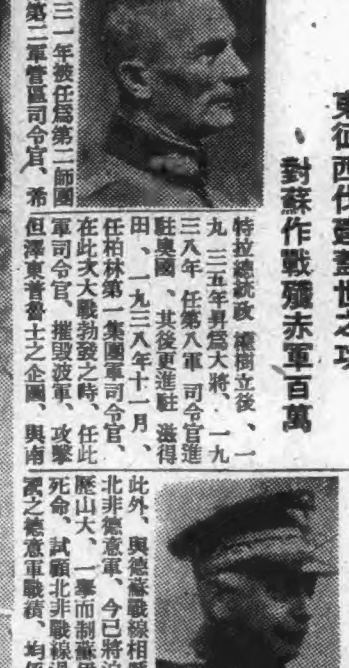 東征西伐建蓋世之功
對蘇作戰殲赤軍百萬
三一年被任爲第二師團
第二軍管區司令官、希
特拉總統政 權樹立後、一
九三五年昇爲大將、一九
三八年 任第八軍 司令官進
駐奧國、其後更進駐 滋得
田、一九三八年十一月、
任柏林第一集團軍司令官、
在此次大戰勃發之時、任此
軍司令官、摧毀波軍、攻擊
但澤東普魯士之企圖、與南
此外、與德蘇戰線相
北非德意軍、今已將
歷山大、一擊而制蘇
死命、試顧北非戰線
之德意軍戰績、均